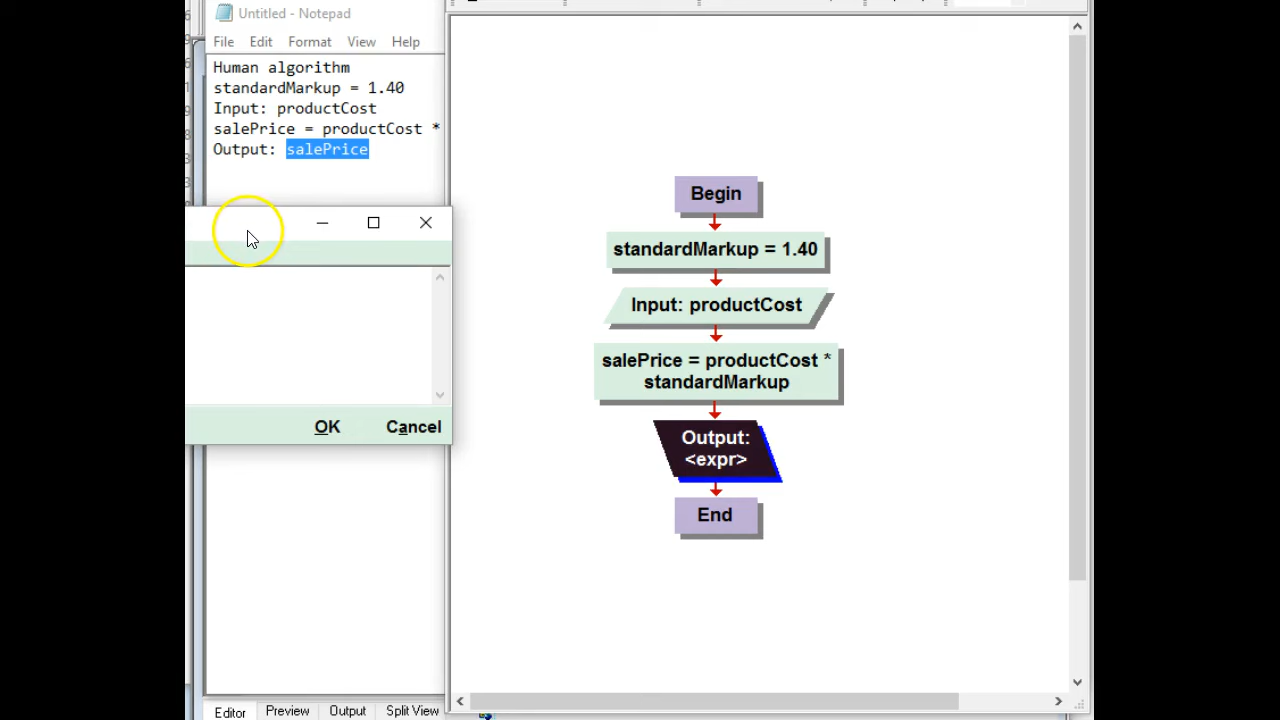 Untitled - Notepad
File Edit Format View Help
Human algorithm
standardMarkup = 1.40
Input: productCost
salePrice = productCost *
Output: salePrice
OK Cancel
Begin
standardMarkup = 1.40
Input: productCost
salePrice = productCost *
standardMarkup
Output:
<expr>
End
Editor Preview Output Split View